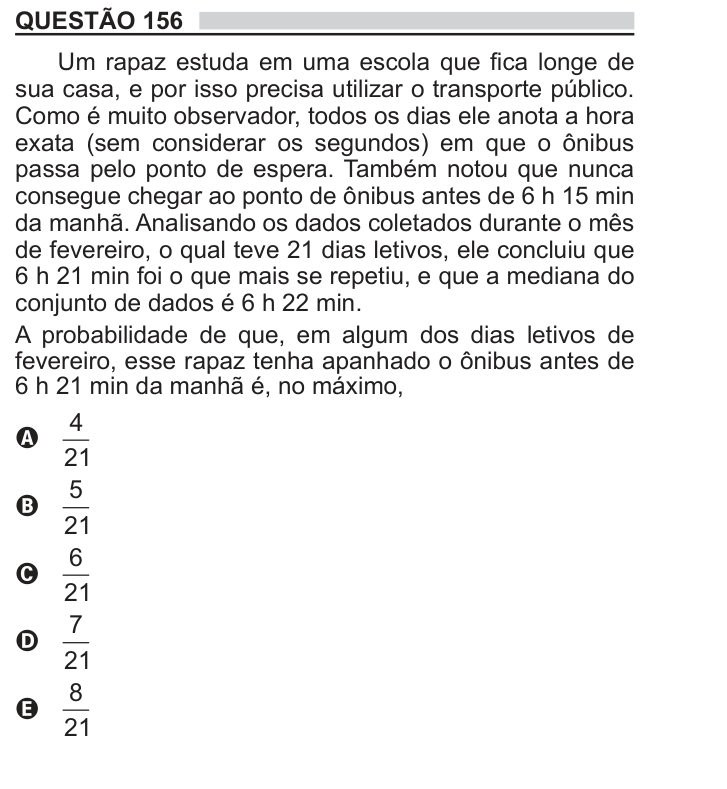 QUESTÃO 156
Um rapaz estuda em uma escola que fica longe de
sua casa, e por isso precisa utilizar o transporte público.
Como é muito observador, todos os dias ele anota a hora
exata (sem considerar os segundos) em que o ônibus
passa pelo ponto de espera. Também notou que nunca
consegue chegar ao ponto de ônibus antes de 6 h 15 min
da manhã. Analisando os dados coletados durante o mês
de fevereiro, o qual teve 21 dias letivos, ele concluiu que
6 h 21 min foi o que mais se repetiu, e que a mediana do
conjunto de dados é 6 h 22 min.
A probabilidade de que, em algum dos dias letivos de
fevereiro, esse rapaz tenha apanhado o ônibus antes de
6 h 21 min da manhã é, no máximo,
A 4/21
B 5/21
C 6/21
D 7/21
E 8/21